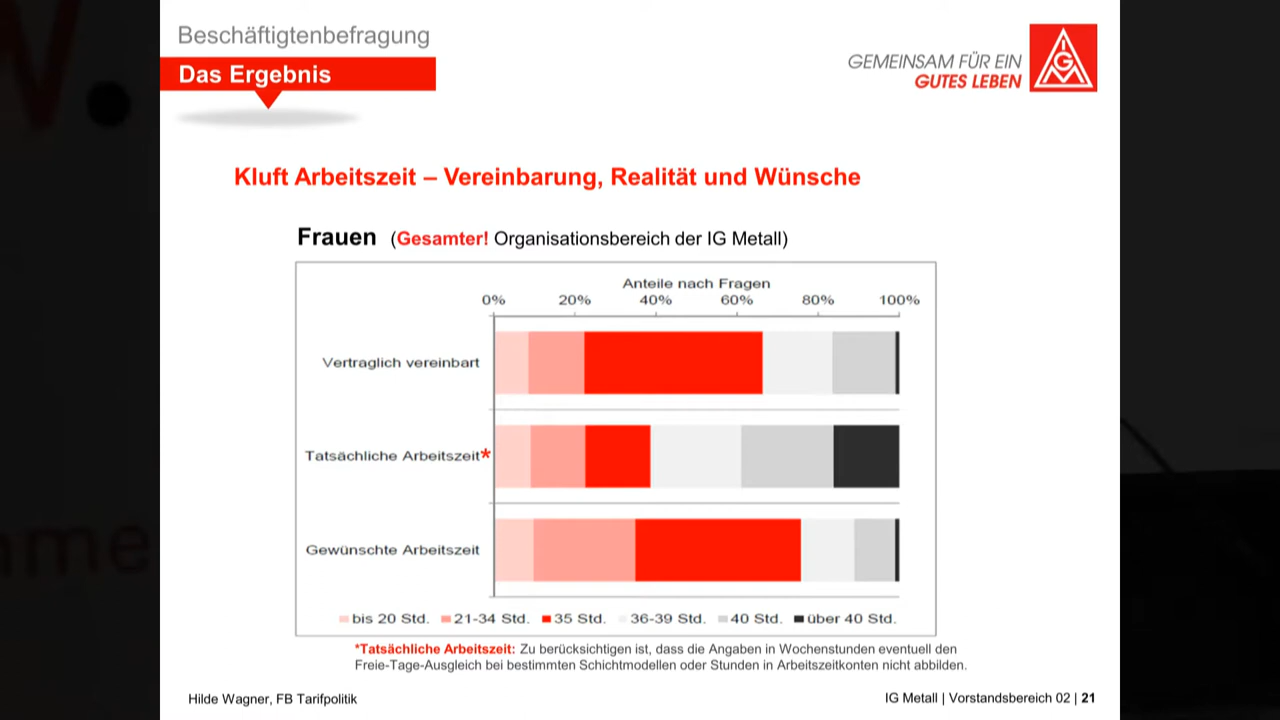 Beschäftigtenbefragung
Das Ergebnis
GEMEINSAM FÜR EIN
GUTES LEBEN
IGM
Kluft Arbeitszeit – Vereinbarung, Realität und Wünsche
Frauen (Gesamter! Organisationsbereich der IG Metall)
Anteile nach Fragen
0% 20% 40% 60% 80% 100%
Vertraglich vereinbart
Tatsächliche Arbeitszeit*
Gewünschte Arbeitszeit
bis 20 Std. 21-34 Std. 35 Std. 36-39 Std. 40 Std. über 40 Std.
*Tatsächliche Arbeitszeit: Zu berücksichtigen ist, dass die Angaben in Wochenstunden eventuell den
Freie-Tage-Ausgleich bei bestimmten Schichtmodellen oder Stunden in Arbeitszeitkonten nicht abbilden.
Hilde Wagner, FB Tarifpolitik
IG Metall | Vorstandsbereich 02 | 21